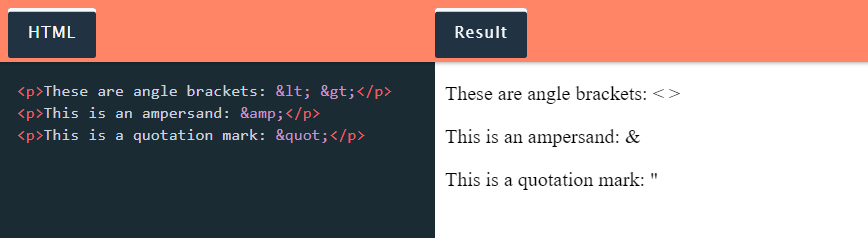 HTML
<p>These are angle brackets: &lt; &gt;</p>
<p>This is an ampersand: &amp;</p>
<p>This is a quotation mark: &quot;</p>
Result
These are angle brackets: < >
This is an ampersand: &
This is a quotation mark: "